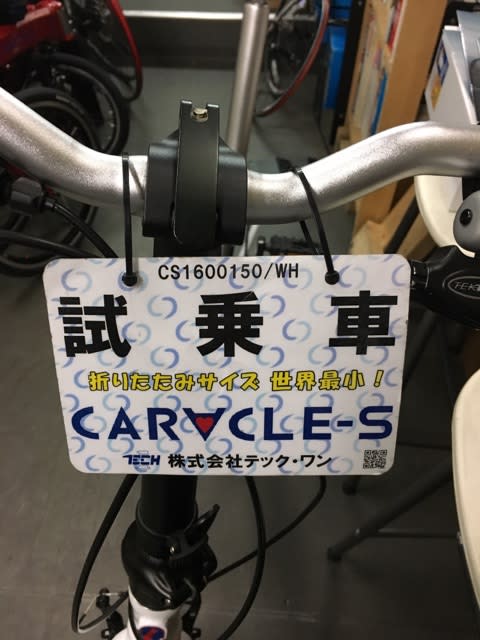 CS1600150/WH
試乗車
折りたたみサイズ 世界最小！
CARACLE-S
TECH 株式会社テック・ワン
TEKT